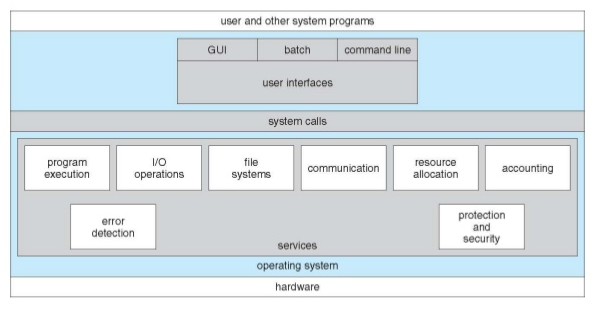 user and other system programs
GUI
batch
command line
user interfaces
system calls
program
execution
I/O
operations
file
systems
communication
resource
allocation
accounting
error
detection
protection
and
security
services
operating system
hardware